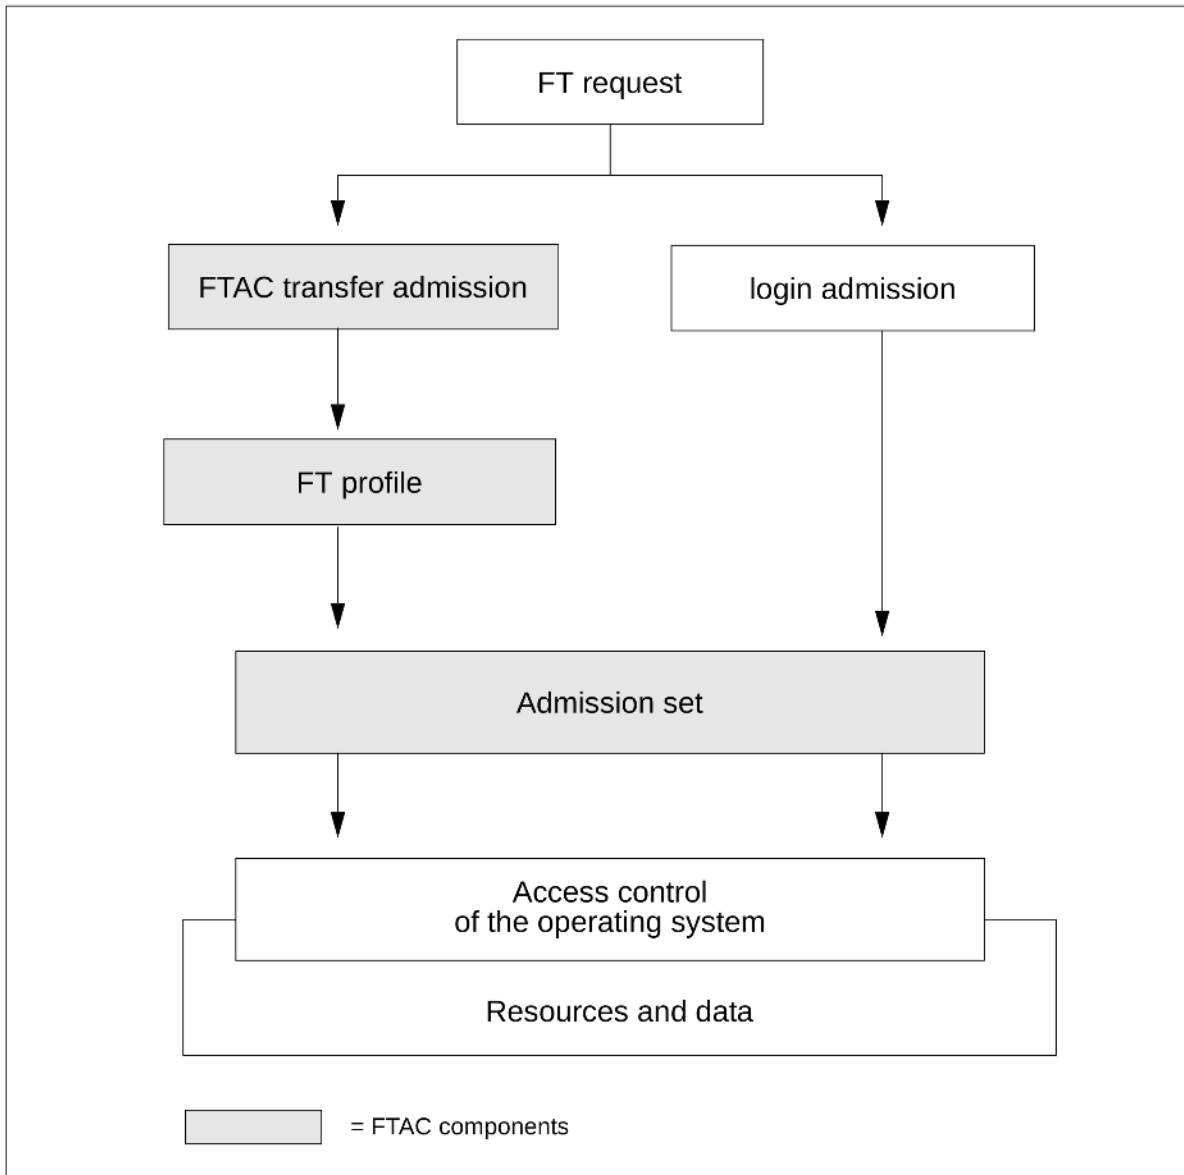 FT request
FTAC transfer admission
login admission
FT profile
Admission set
Access control
of the operating system
Resources and data
= FTAC components